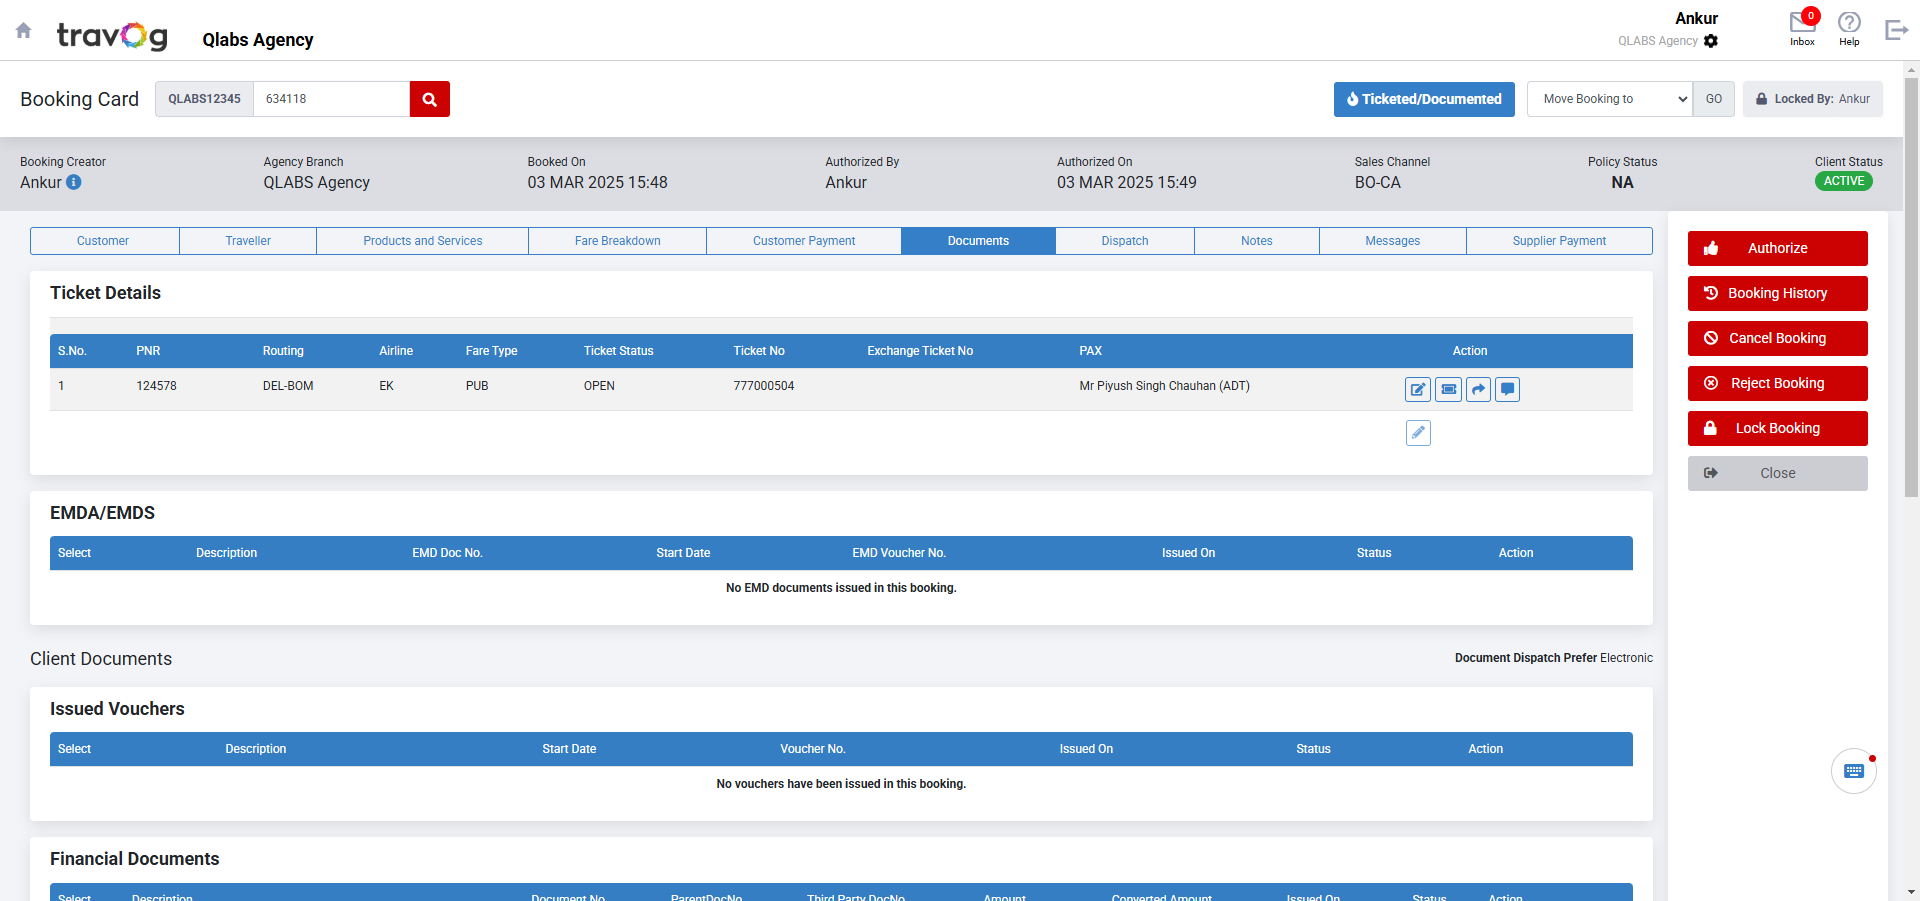 travog
Qlabs Agency
Ankur
QLABS Agency
0
Inbox
Help
Booking Card
QLABS12345
634118
Ticketed/Documented
Move Booking to
GO
Locked By: Ankur
Booking Creator
Ankur
Agency Branch
QLABS Agency
Booked On
03 MAR 2025 15:48
Authorized By
Ankur
Authorized On
03 MAR 2025 15:49
Sales Channel
BO-CA
Policy Status
NA
Client Status
ACTIVE
Customer
Traveller
Products and Services
Fare Breakdown
Customer Payment
Documents
Dispatch
Notes
Messages
Supplier Payment
Authorize
Booking History
Cancel Booking
Reject Booking
Lock Booking
Close
Ticket Details
S.No. PNR Routing Airline Fare Type Ticket Status Ticket No Exchange Ticket No PAX Action
1 124578 DEL-BOM EK PUB OPEN 777000504 Mr Piyush Singh Chauhan (ADT)
EMDA/EMDS
Select Description EMD Doc No. Start Date EMD Voucher No. Issued On Status Action
No EMD documents issued in this booking.
Client Documents
Document Dispatch Prefer Electronic
Issued Vouchers
Select Description Start Date Voucher No. Issued On Status Action
No vouchers have been issued in this booking.
Financial Documents
Select Description Document No ParentDocNo Third Party DocNo Amount Converted Amount Issued On Status Action